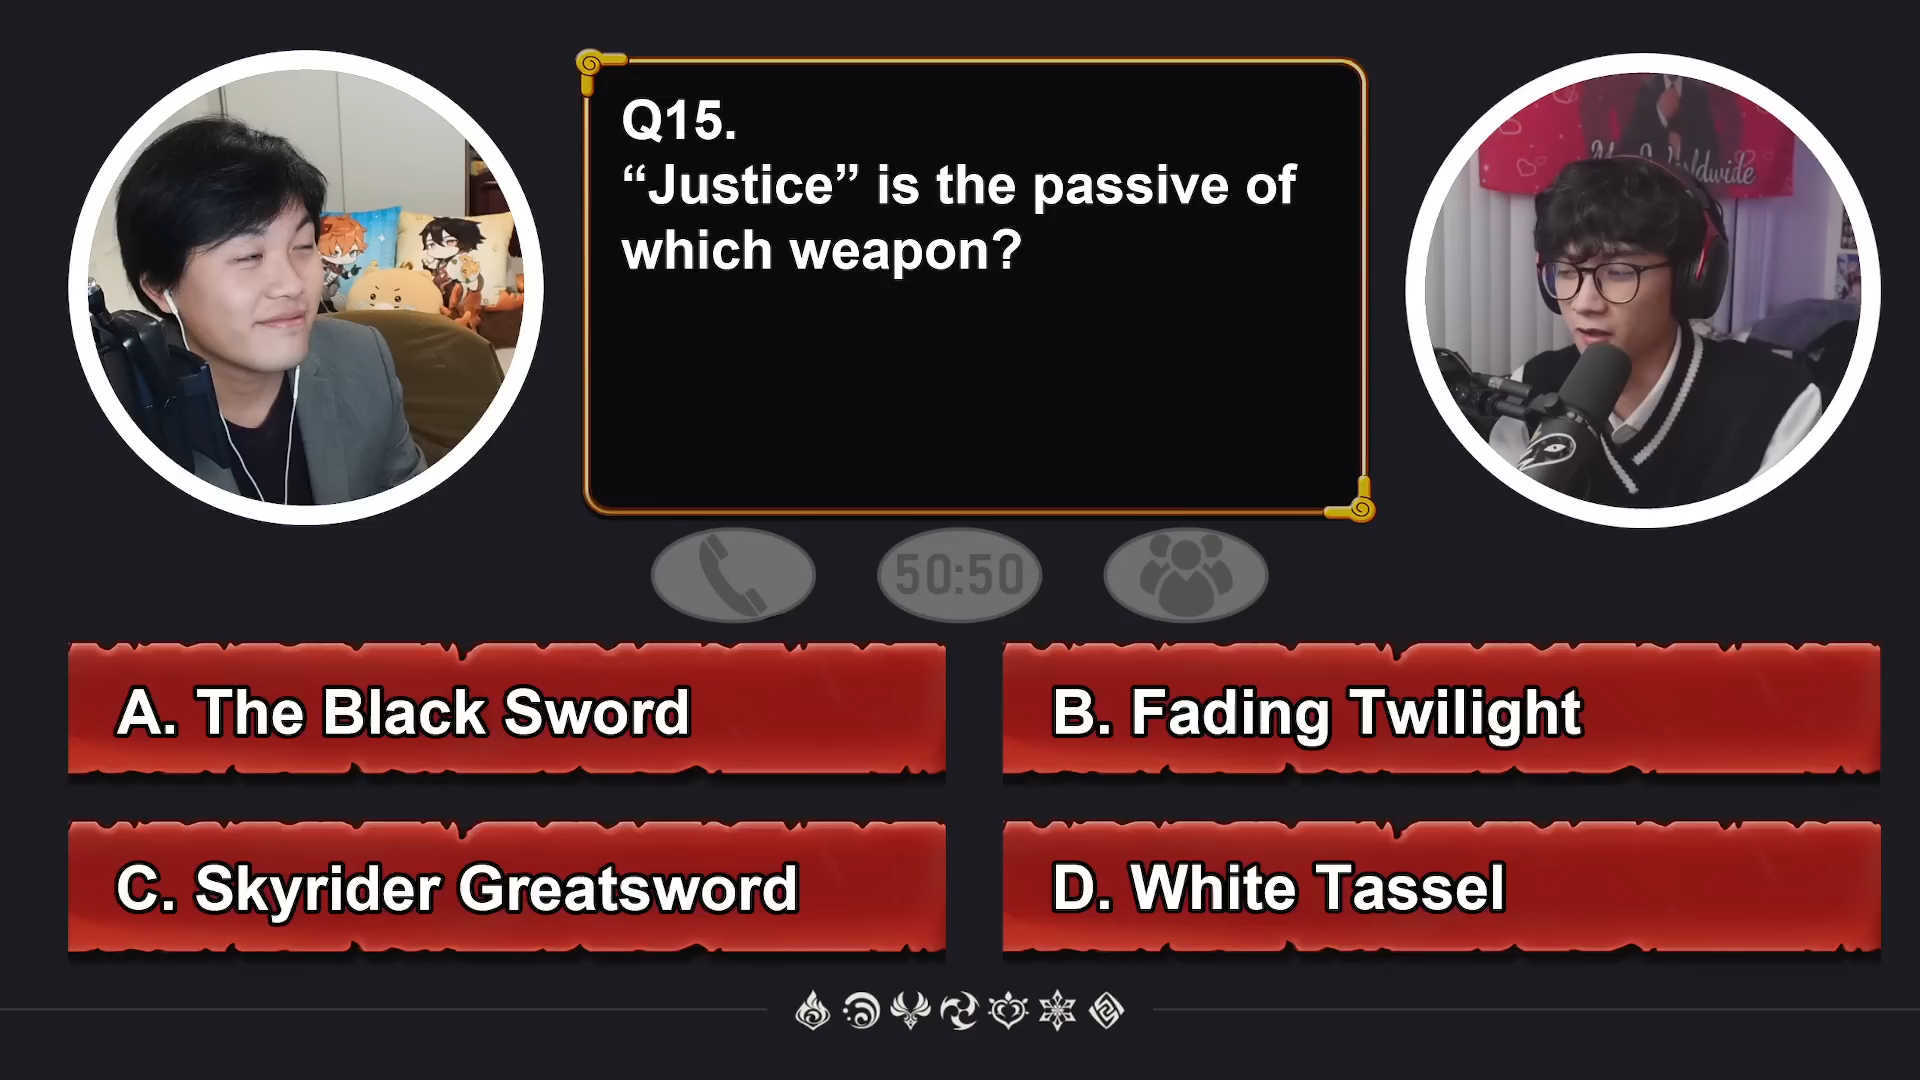 Q15.
“Justice” is the passive of
which weapon?
50:50
A. The Black Sword
B. Fading Twilight
C. Skyrider Greatsword
D. White Tassel